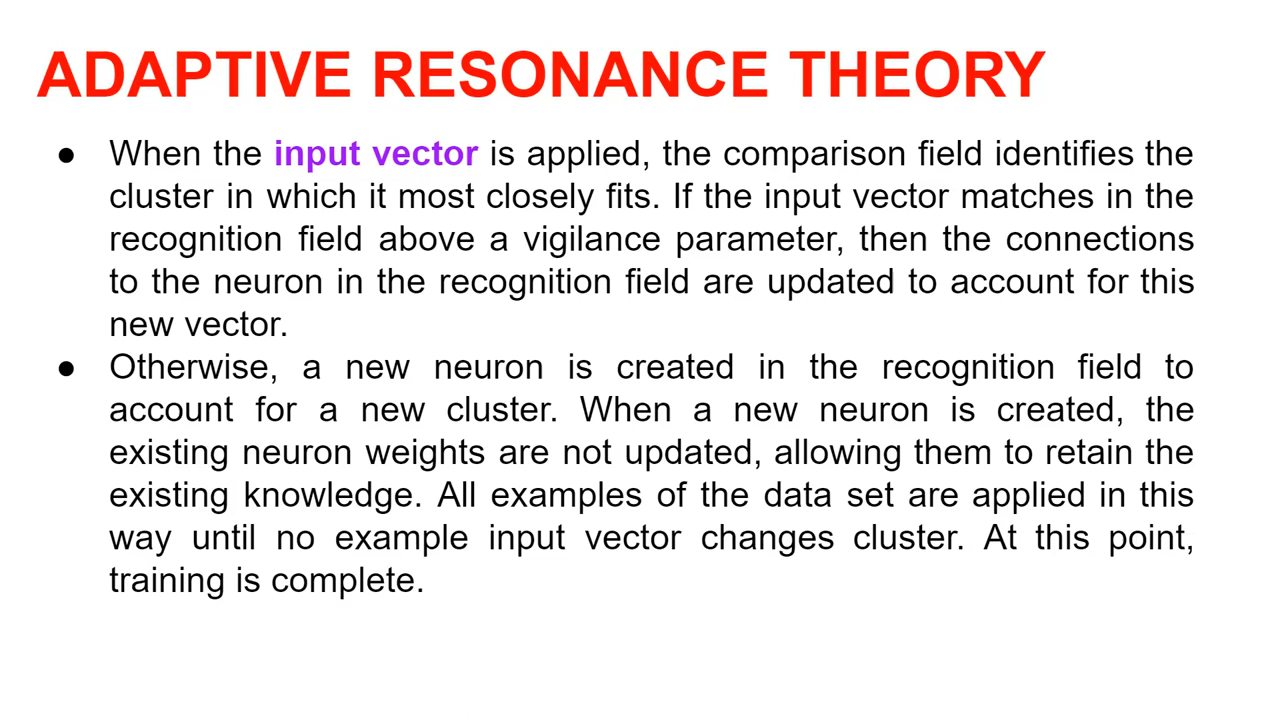 ADAPTIVE RESONANCE THEORY
● When the input vector is applied, the comparison field identifies the
cluster in which it most closely fits. If the input vector matches in the
recognition field above a vigilance parameter, then the connections
to the neuron in the recognition field are updated to account for this
new vector.
● Otherwise, a new neuron is created in the recognition field to
account for a new cluster. When a new neuron is created, the
existing neuron weights are not updated, allowing them to retain the
existing knowledge. All examples of the data set are applied in this
way until no example input vector changes cluster. At this point,
training is complete.